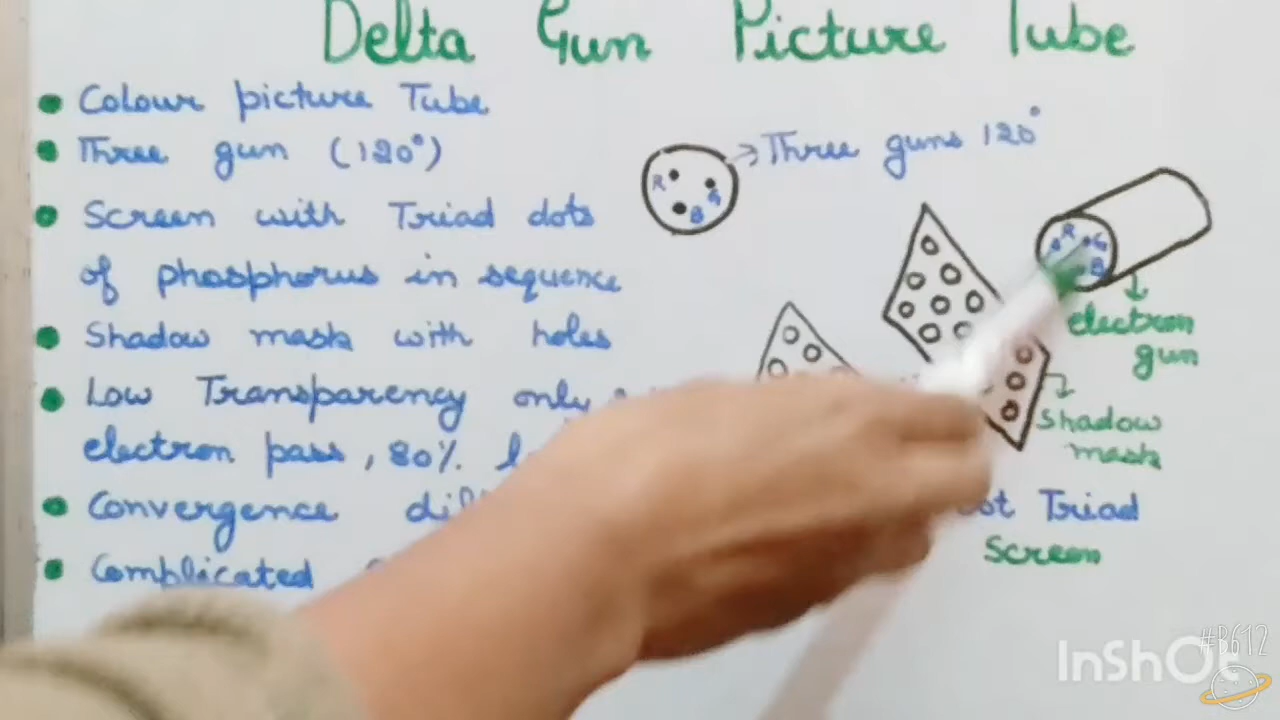 Delta Gun Picture Tube
Colour picture Tube
Three gun (120°)
Screen with Triad dots
of phosphorus in sequence
Shadow mask with holes
Low Transparency only
electron pass, 80%
Convergence
Complicated
R
G
B
Three guns 120°
R
G
B
electron
gun
Shadow
mask
Triad
Screen
InShOt
#B612